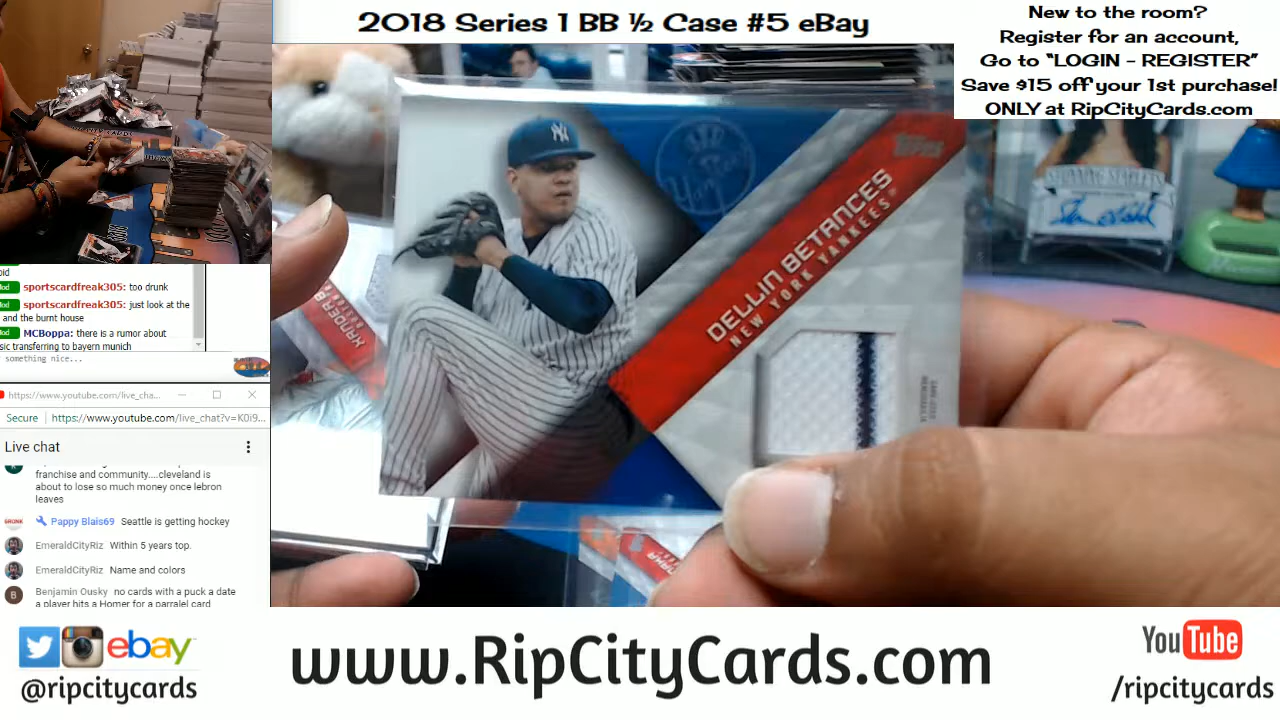 2018 Series 1 BB ½ Case #5 eBay
New to the room?
Register for an account,
Go to “LOGIN – REGISTER”
Save $15 off your 1st purchase!
ONLY at RipCityCards.com
sportscardfreak305: too drunk
sportscardfreak305: just look at the
and the burnt house
MCBoppa: there is a rumor about
sic transferring to bayern munich
something nice...
https://www.youtube.com/live_cha...
Secure https://www.youtube.com/live_chat?v=K0i9...
Live chat
franchise and community....cleveland is
about to lose so much money once lebron
leaves
Pappy Blais69 Seattle is getting hockey
EmeraldCityRiz Within 5 years top.
EmeraldCityRiz Name and colors
B Benjamin Ousky no cards with a puck a date
a player hits a Homer for a parralel card
Topps
DELLIN BETANCES
NEW YORK YANKEES
NY
Yankees
XANDER B
ebay
@ripcitycards
www.RipCityCards.com
YouTube
/ripcitycards